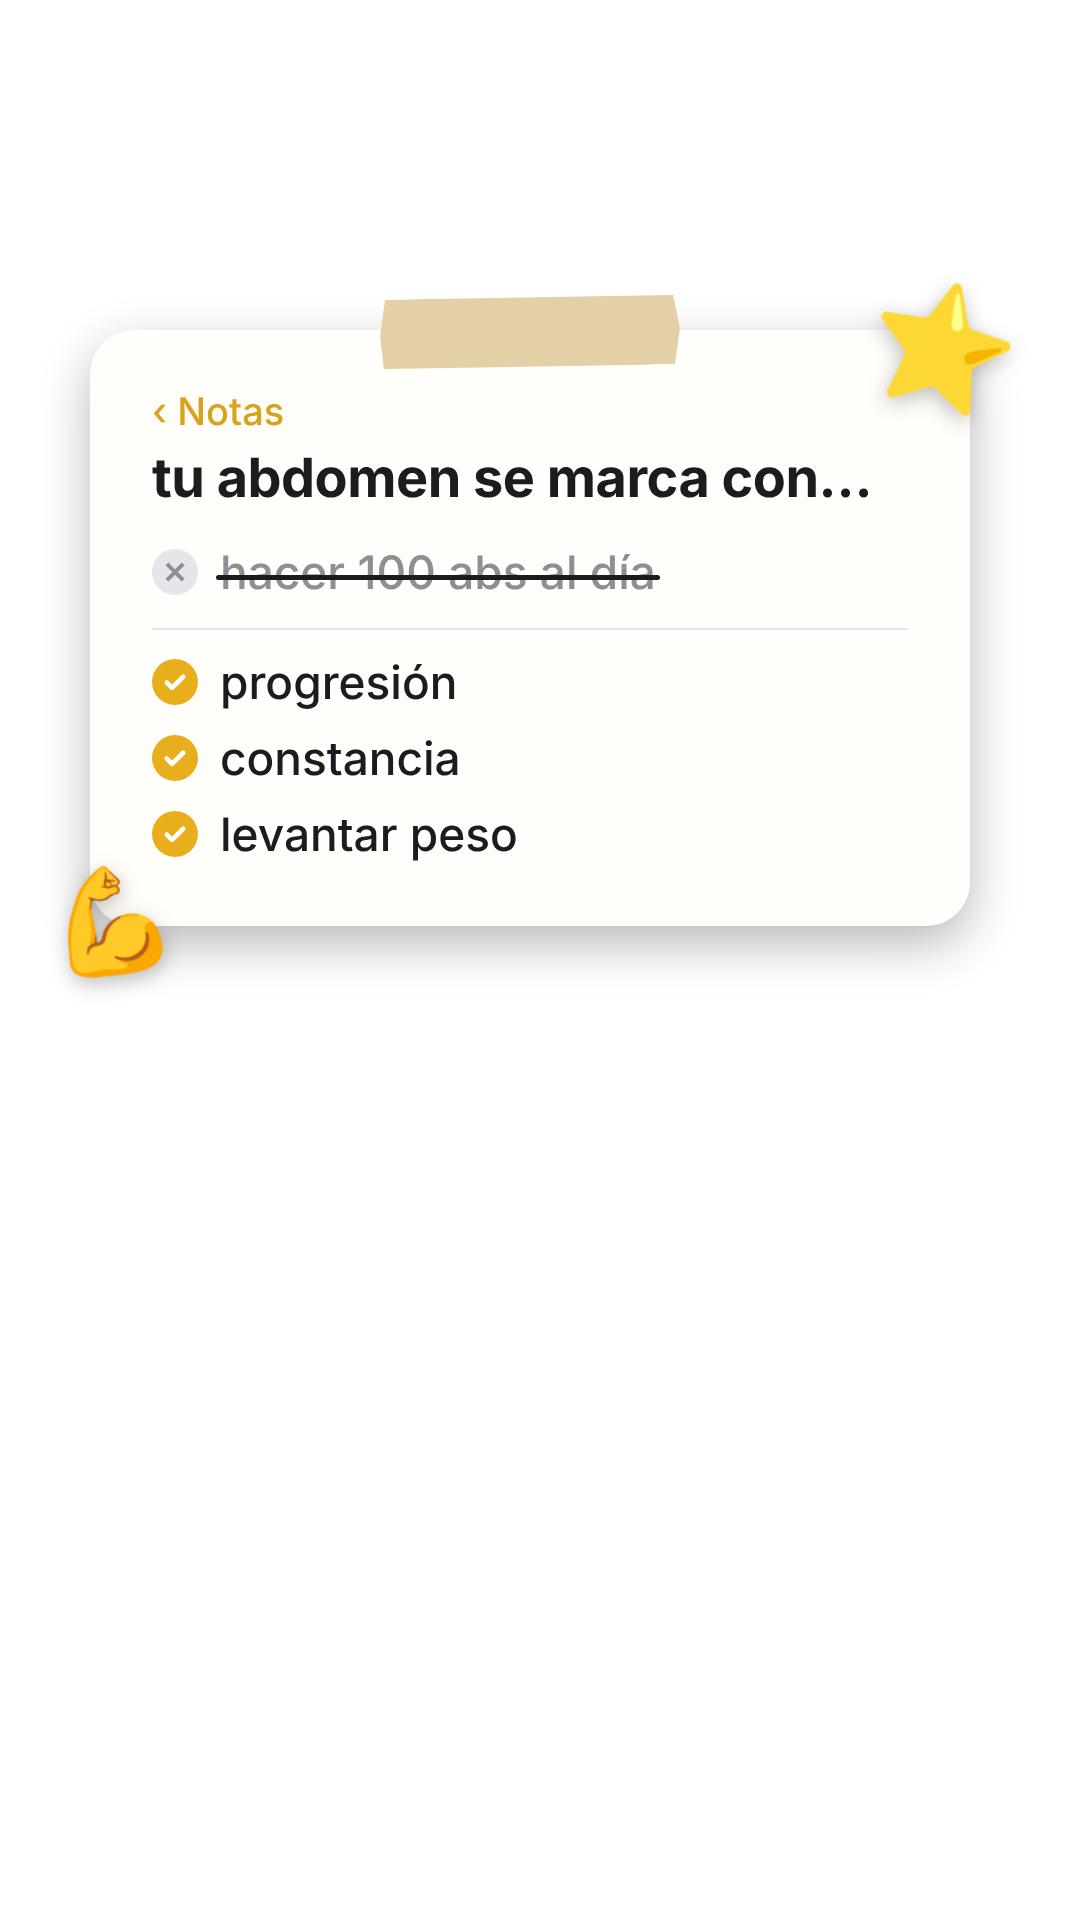 ‹ Notas
tu abdomen se marca con...
hacer 100 abs al día
progresión
constancia
levantar peso